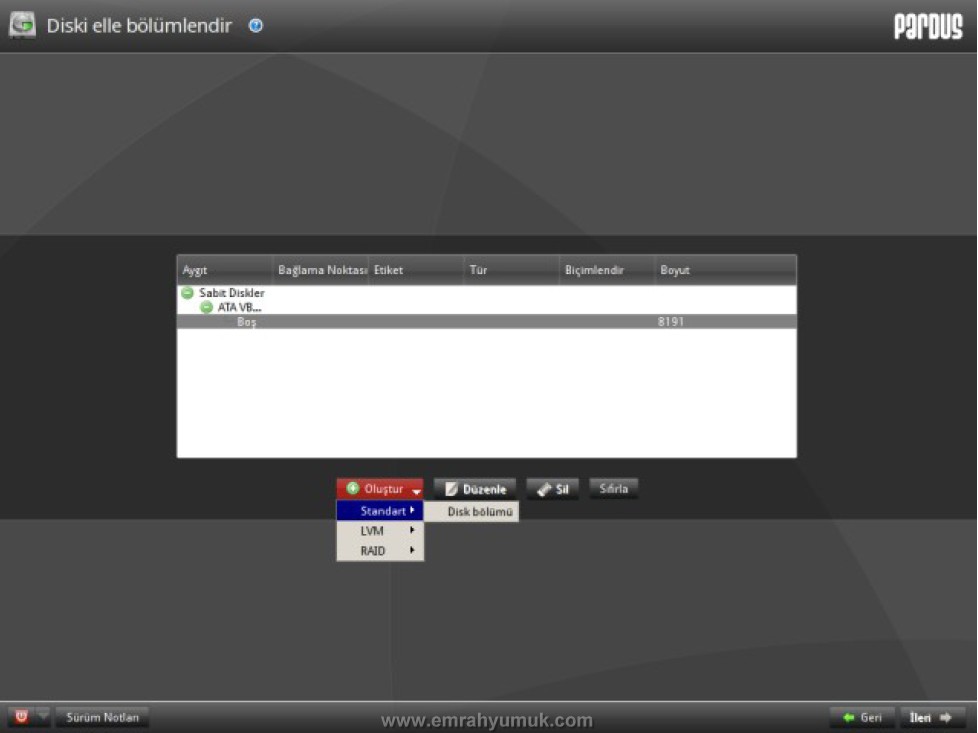 Diski elle bölümlendir
PARDUS
Aygıt Bağlama Noktası Etiket Tür Biçimlendir Boyut
Sabit Diskler
ATA VB...
Boş 8191
Oluştur Düzenle Sil Sıfırla
Standart Disk bölümü
LVM
RAID
Sürüm Notları www.emrahyumuk.com Geri İleri